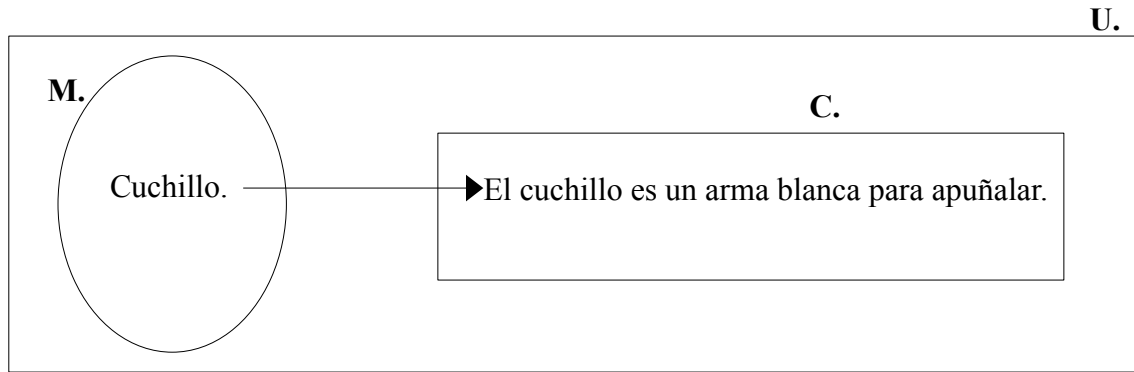 U.
M.
C.
Cuchillo.
El cuchillo es un arma blanca para apuñalar.